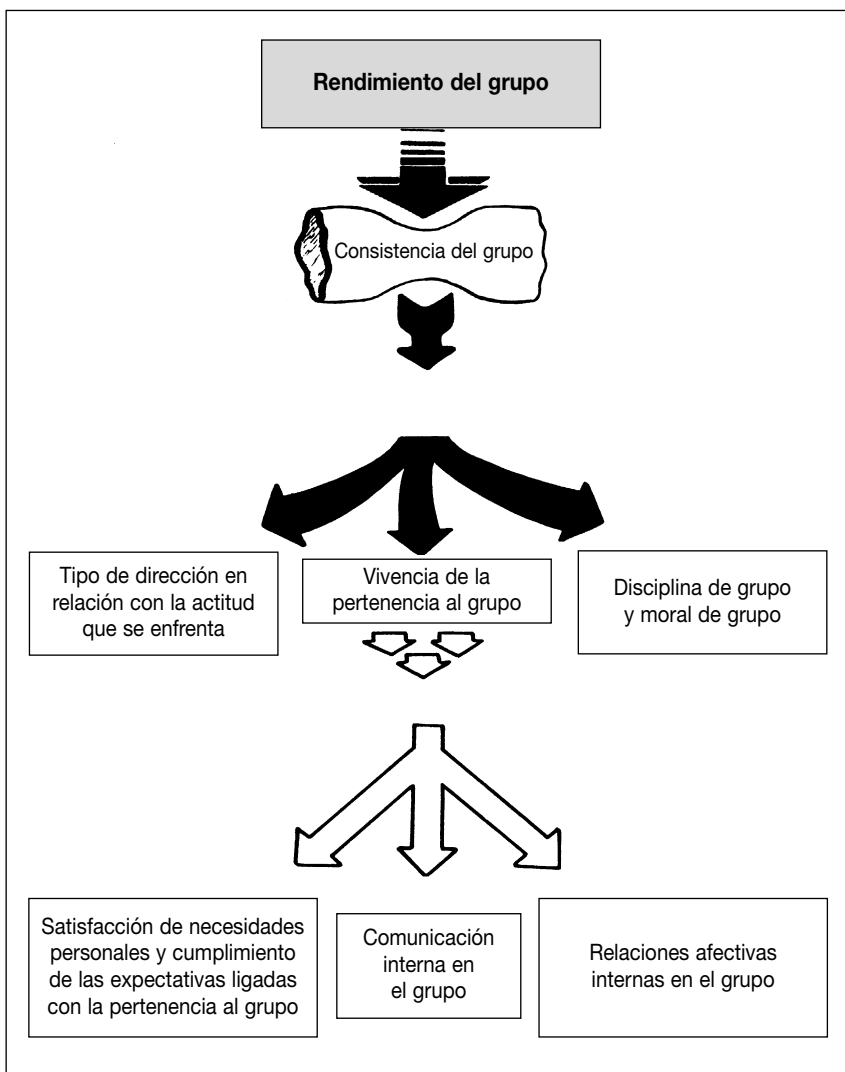 Rendimiento del grupo
Consistencia del grupo
Tipo de dirección en
relación con la actitud
que se enfrenta
Vivencia de la
pertenencia al grupo
Disciplina de grupo
y moral de grupo
Satisfacción de necesidades
personales y cumplimiento
de las expectativas ligadas
con la pertenencia al grupo
Comunicación
interna en
el grupo
Relaciones afectivas
internas en el grupo